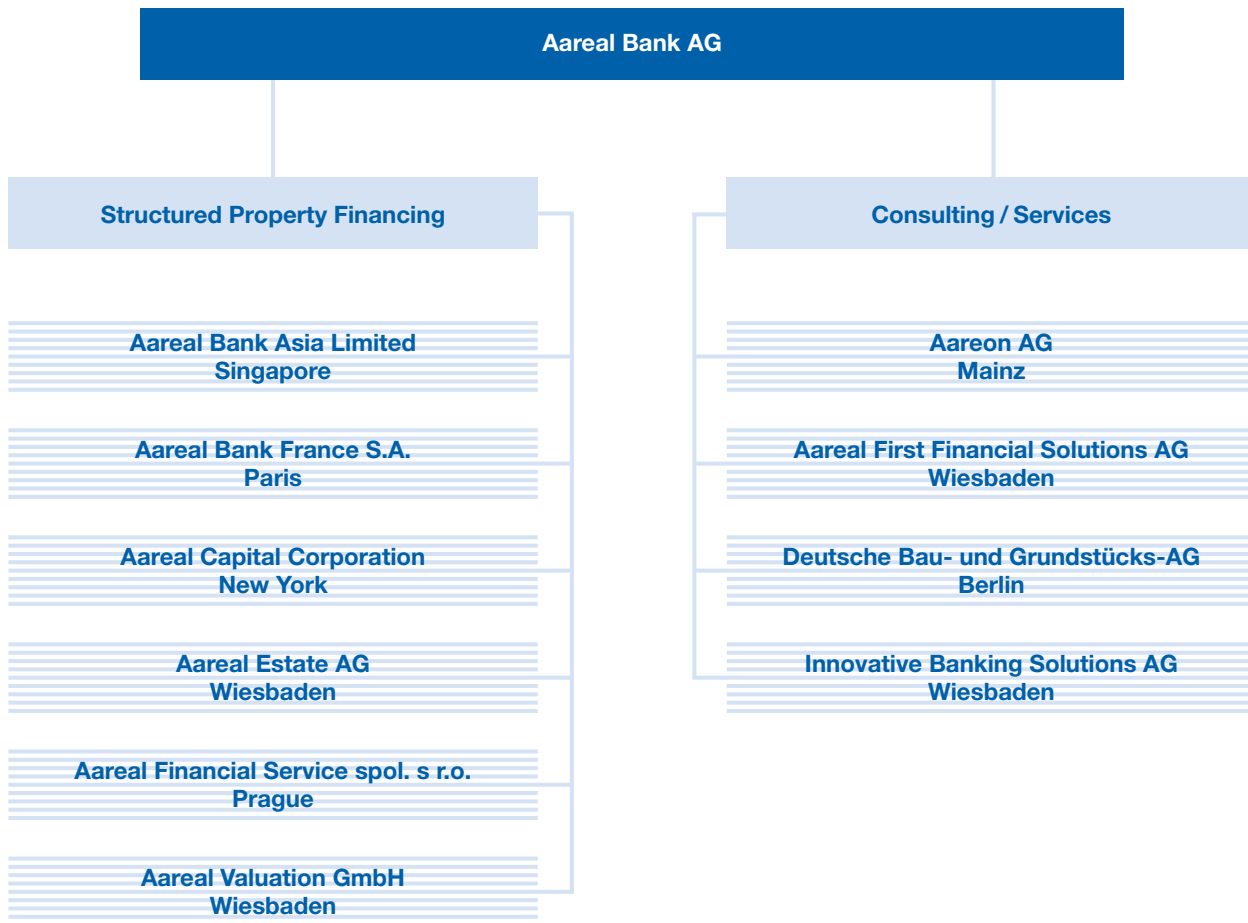 Aareal Bank AG
Structured Property Financing
Aareal Bank Asia Limited
Singapore
Aareal Bank France S.A.
Paris
Aareal Capital Corporation
New York
Aareal Estate AG
Wiesbaden
Aareal Financial Service spol. s r.o.
Prague
Aareal Valuation GmbH
Wiesbaden
Consulting / Services
Aareon AG
Mainz
Aareal First Financial Solutions AG
Wiesbaden
Deutsche Bau- und Grundstücks-AG
Berlin
Innovative Banking Solutions AG
Wiesbaden